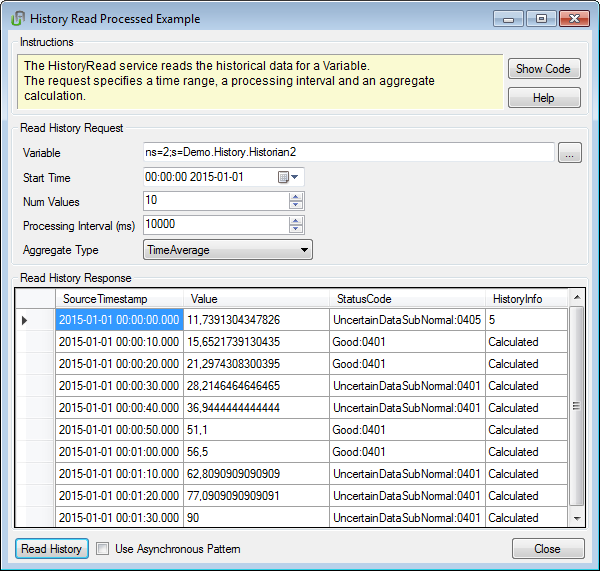 History Read Processed Example
Instructions
The HistoryRead service reads the historical data for a Variable.
The request specifies a time range, a processing interval and an aggregate
calculation.
Show Code
Help
Read History Request
Variable ns=2;s=Demo.History.Historian2 ...
Start Time 00:00:00 2015-01-01
Num Values 10
Processing Interval (ms) 10000
Aggregate Type TimeAverage
Read History Response
SourceTimestamp Value StatusCode HistoryInfo
2015-01-01 00:00:00.000 11,7391304347826 UncertainDataSubNormal:0405 5
2015-01-01 00:00:10.000 15,6521739130435 Good:0401 Calculated
2015-01-01 00:00:20.000 21,2974308300395 Good:0401 Calculated
2015-01-01 00:00:30.000 28,2146464646465 UncertainDataSubNormal:0401 Calculated
2015-01-01 00:00:40.000 36,9444444444444 UncertainDataSubNormal:0401 Calculated
2015-01-01 00:00:50.000 51,1 Good:0401 Calculated
2015-01-01 00:01:00.000 56,5 Good:0401 Calculated
2015-01-01 00:01:10.000 62,8090909090909 UncertainDataSubNormal:0401 Calculated
2015-01-01 00:01:20.000 77,0909090909091 UncertainDataSubNormal:0401 Calculated
2015-01-01 00:01:30.000 90 UncertainDataSubNormal:0401 Calculated
Read History Use Asynchronous Pattern Close